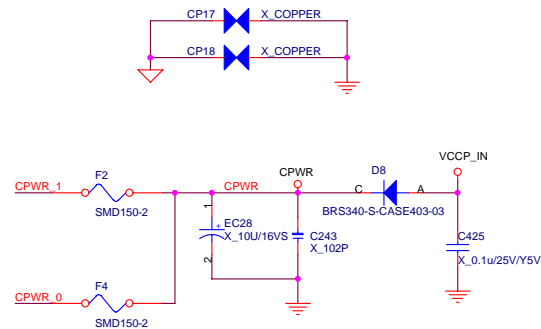 CP17 X_COPPER
CP18 X_COPPER
CPWR_1
F2
SMD150-2
CPWR
CPWR
D8
C A
BRS340-S-CASE403-03
VCCP_IN
1
+
EC28
X_10U/16VS
2
C243
X_102P
C425
X_0.1u/25V/Y5V
CPWR_0
F4
SMD150-2